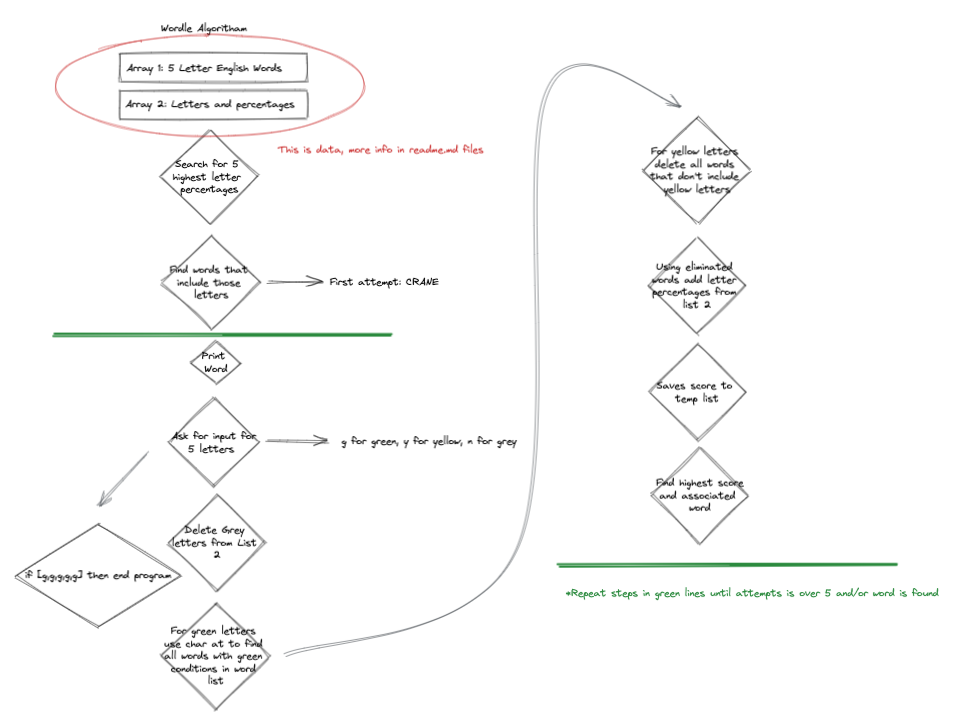 Wordle Algoritham
Array 1: 5 Letter English Words
Array 2: Letters and percentages
This is data, more info in readme.md files
Search for 5
highest letter
percentages
Find words that
include those
letters
First attempt: CRANE
Print
Word
Ask for input for
5 letters
g for green, y for yellow, n for grey
if [g,g,g,g,g] then end program
Delete Grey
letters from List
2
For green letters
use char at to find
all words with green
conditions in word
list
For yellow letters
delete all words
that don't include
yellow letters
Using eliminated
words add letter
percentages from
list 2
Saves score to
temp list
Find highest score
and associated
word
*Repeat steps in green lines until attempts is over 5 and/or word is found